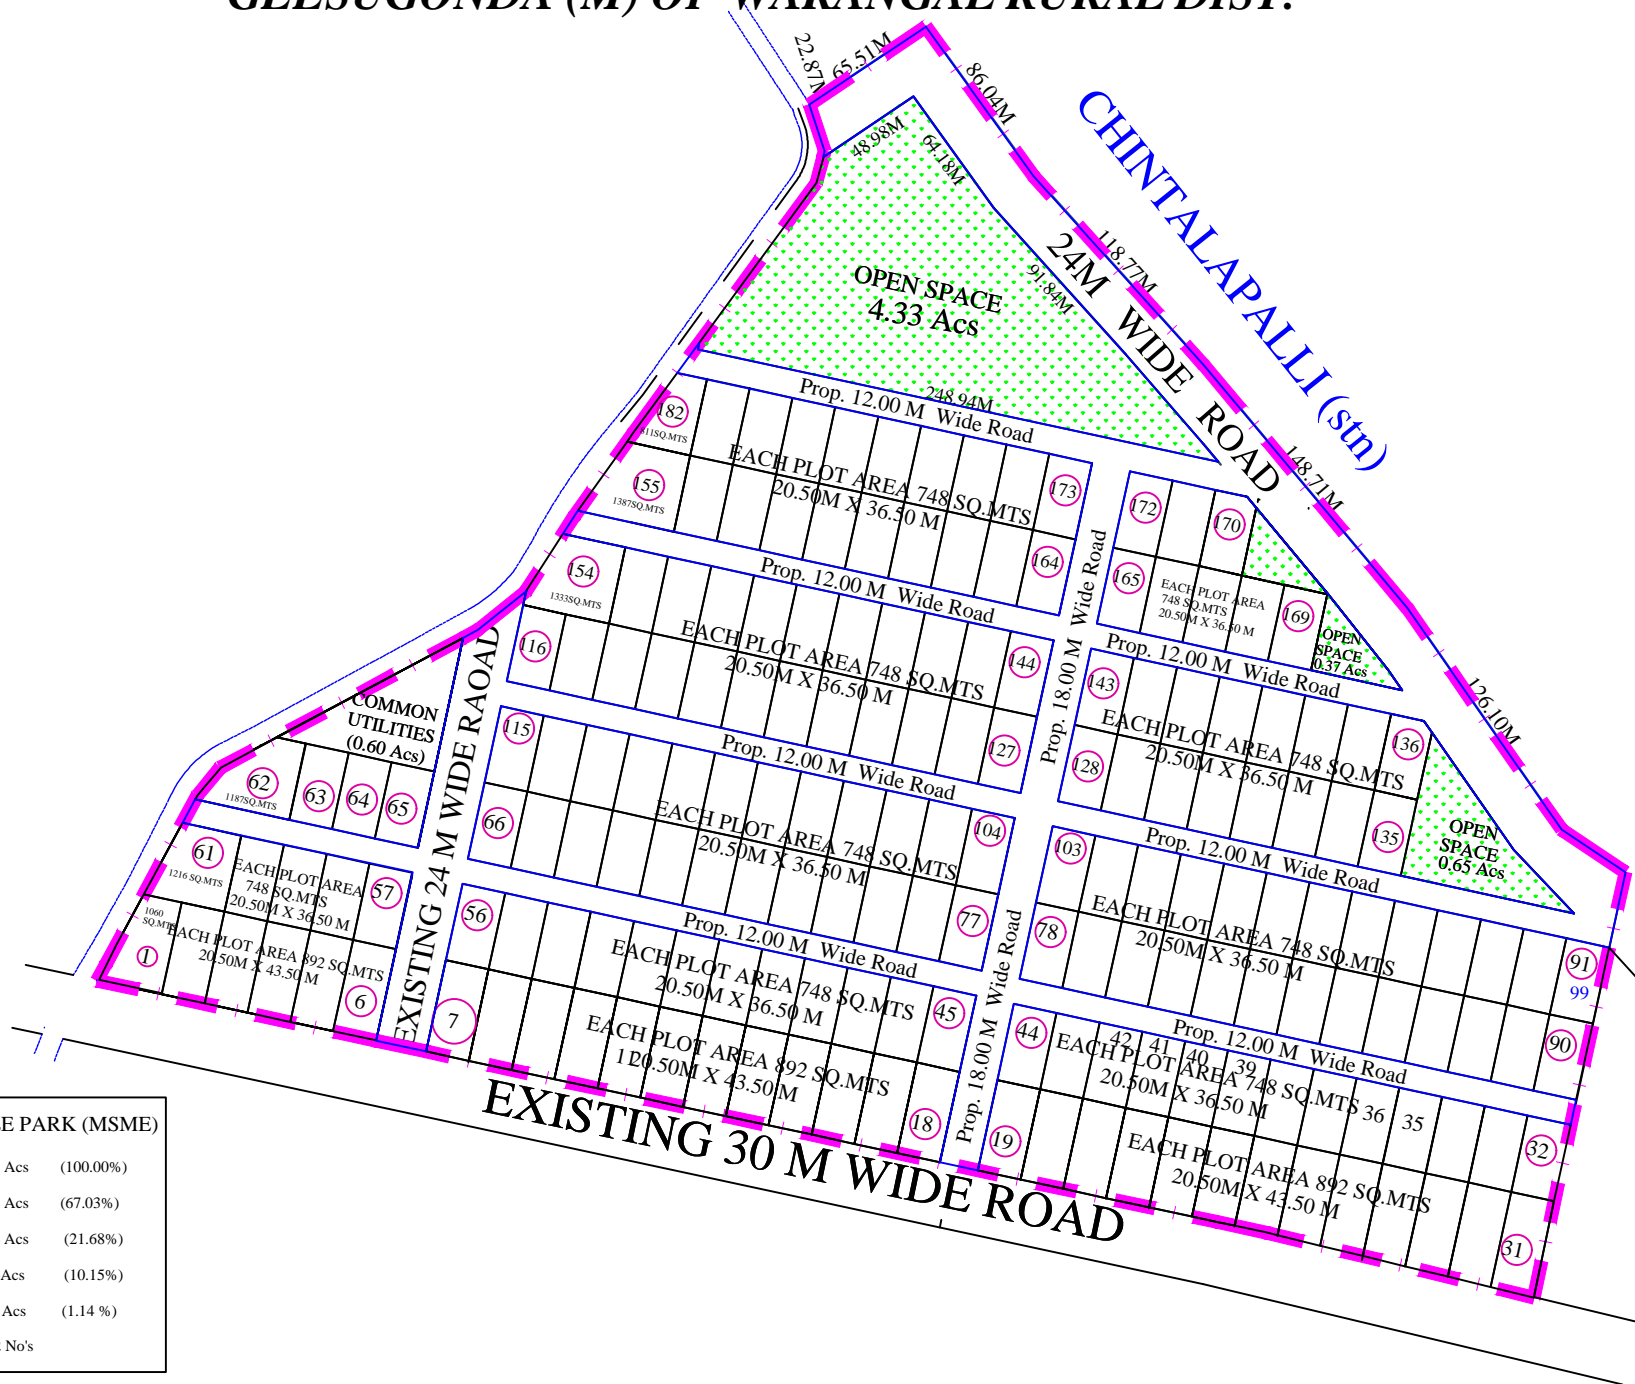 GEESUGONDA (M) OF WARANGAL RURAL DIST.
22.87M
65.51M
86.04M
CHINTALAPALLI (stn)
48.98M
64.18M
118.77M
24M WIDE ROAD
91.84M
OPEN SPACE
4.33 Acs
248.94M
148.71M
Prop. 12.00 M Wide Road
182
811SQ.MTS
EACH PLOT AREA 748 SQ.MTS
20.50M X 36.50 M
173
155
1387SQ.MTS
164
172
170
165
EACH PLOT AREA
748 SQ.MTS
20.50M X 36.50 M
169
OPEN
SPACE
0.37 Acs
Prop. 12.00 M Wide Road
Prop. 18.00 M Wide Road
154
1333SQ.MTS
EACH PLOT AREA 748 SQ.MTS
20.50M X 36.50 M
144
116
127
Prop. 12.00 M Wide Road
143
EACH PLOT AREA 748 SQ.MTS
20.50M X 36.50 M
136
128
135
126.10M
OPEN
SPACE
0.65 Acs
COMMON
UTILITIES
(0.60 Acs)
EXISTING 24 M WIDE RAOAD
62
1187SQ.MTS
63
64
65
115
Prop. 12.00 M Wide Road
66
EACH PLOT AREA 748 SQ.MTS
20.50M X 36.50 M
104
77
103
Prop. 12.00 M Wide Road
78
EACH PLOT AREA 748 SQ.MTS
20.50M X 36.50 M
91
99
90
61
1216 SQ.MTS
EACH PLOT AREA
748 SQ.MTS
20.50M X 36.50 M
57
1060
SQ.MTS
EACH PLOT AREA 892 SQ.MTS
20.50M X 43.50 M
1
6
56
Prop. 12.00 M Wide Road
EACH PLOT AREA 748 SQ.MTS
20.50M X 36.50 M
45
7
EACH PLOT AREA 892 SQ.MTS
20.50M X 43.50 M
18
Prop. 18.00 M Wide Road
44
42 41 40 39
Prop. 12.00 M Wide Road
EACH PLOT AREA 748 SQ.MTS
20.50M X 36.50 M
36 35
32
19
EACH PLOT AREA 892 SQ.MTS
20.50M X 43.50 M
31
EXISTING 30 M WIDE ROAD
E PARK (MSME)
Acs (100.00%)
Acs (67.03%)
Acs (21.68%)
Acs (10.15%)
Acs (1.14 %)
No's